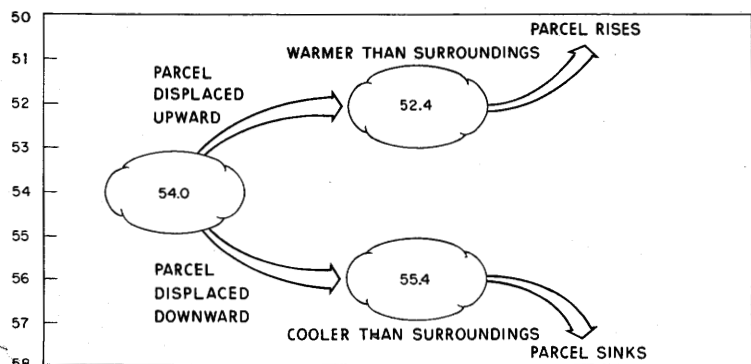 50
PARCEL RISES
51
WARMER THAN SURROUNDINGS
PARCEL
DISPLACED
UPWARD
52
52.4
53
54
54.0
55
PARCEL
DISPLACED
DOWNWARD
56
55.4
57
COOLER THAN SURROUNDINGS
PARCEL SINKS
58